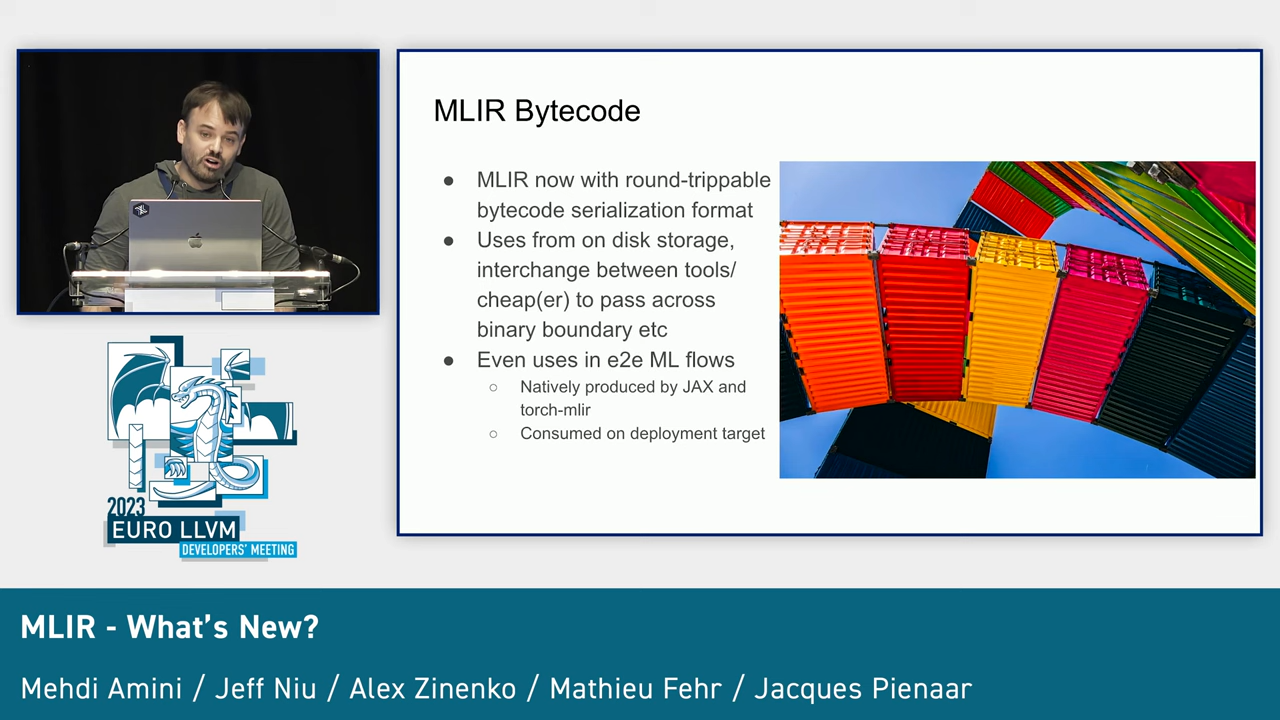 MLIR Bytecode
● MLIR now with round-trippable
bytecode serialization format
● Uses from on disk storage,
interchange between tools/
cheap(er) to pass across
binary boundary etc
● Even uses in e2e ML flows
○ Natively produced by JAX and
torch-mlir
○ Consumed on deployment target
2023
EURO LLVM
DEVELOPERS' MEETING
MLIR - What's New?
Mehdi Amini / Jeff Niu / Alex Zinenko / Mathieu Fehr / Jacques Pienaar